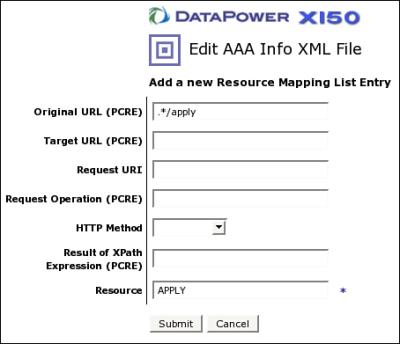 DATAPOWER XI50
Edit AAA Info XML File
Add a new Resource Mapping List Entry
Original URL (PCRE) .*/apply
Target URL (PCRE)
Request URI
Request Operation (PCRE)
HTTP Method
Result of XPath
Expression (PCRE)
Resource APPLY *
Submit Cancel